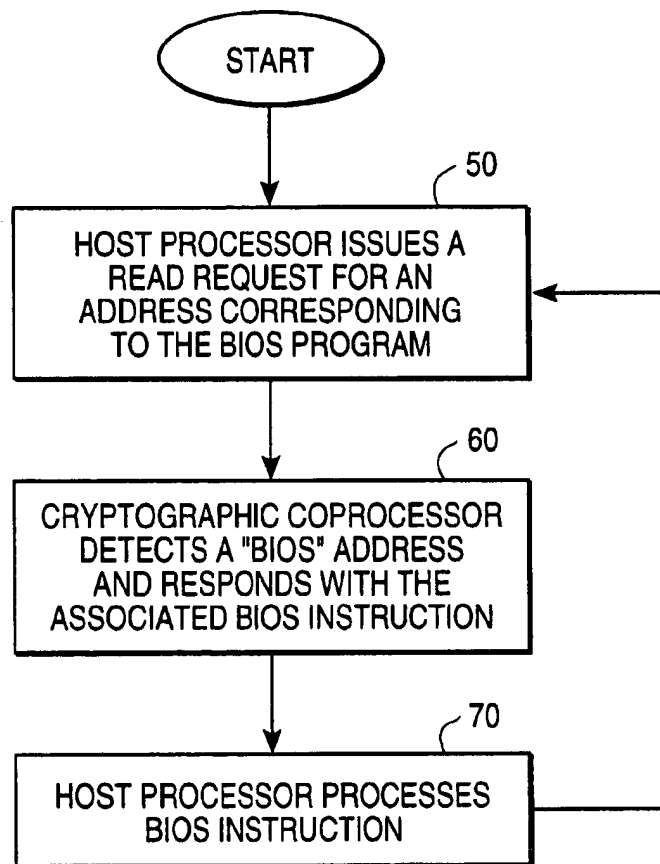 START
50
HOST PROCESSOR ISSUES A
READ REQUEST FOR AN
ADDRESS CORRESPONDING
TO THE BIOS PROGRAM
60
CRYPTOGRAPHIC COPROCESSOR
DETECTS A "BIOS" ADDRESS
AND RESPONDS WITH THE
ASSOCIATED BIOS INSTRUCTION
70
HOST PROCESSOR PROCESSES
BIOS INSTRUCTION